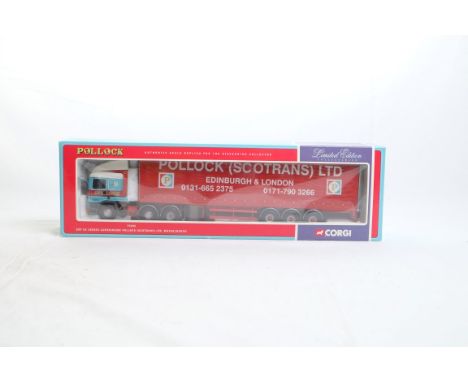 POLLOCK
AUTHENTIC SCALE REPLICA FOR THE DISCERNING COLLECTOR
Limited Edition
POLLOCK (SCOTRANS) LTD
EDINBURGH & LONDON
0131-665 2375
0171-790 3266
CORGI